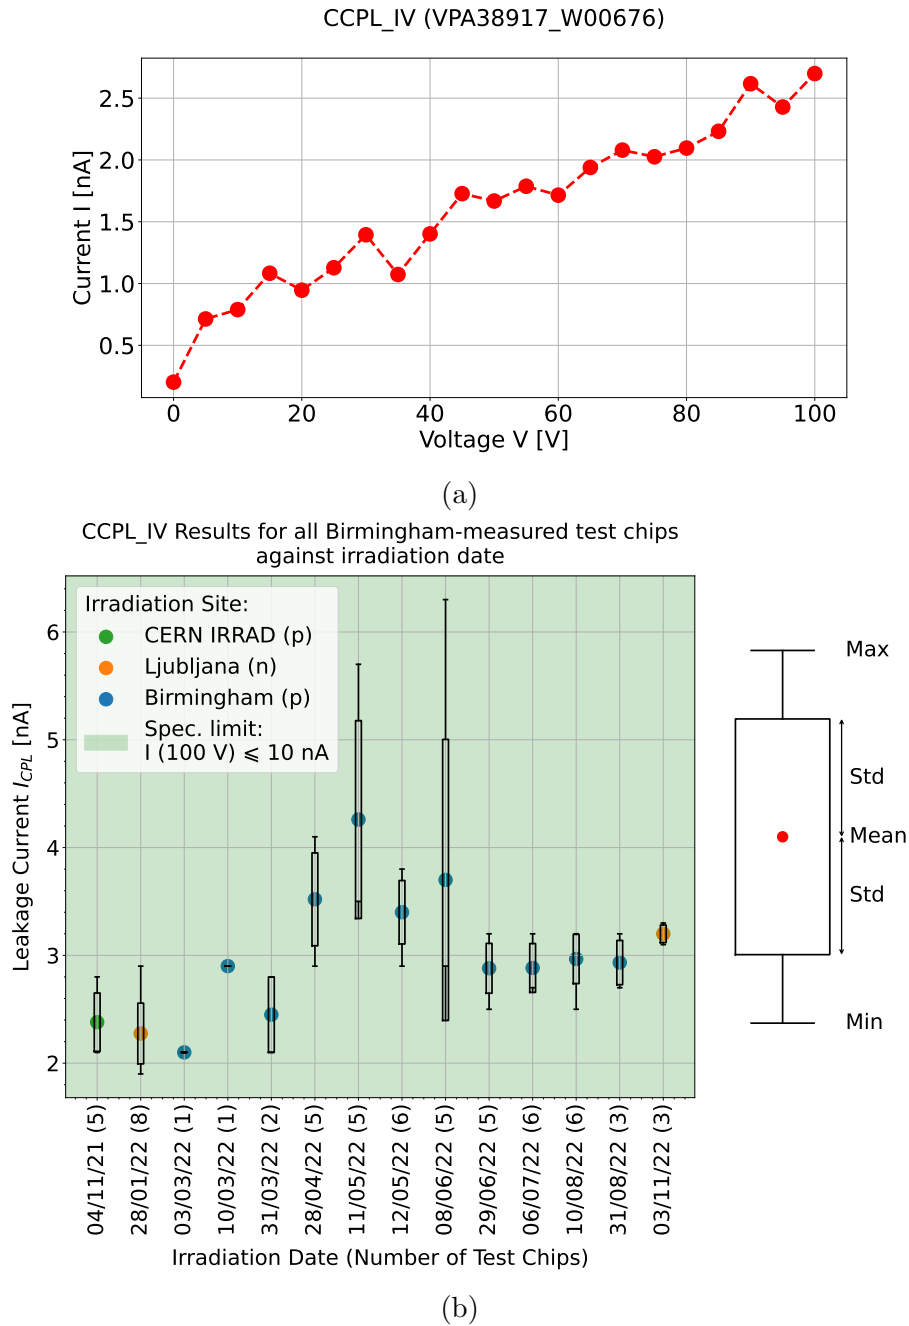 CCPL_IV (VPA38917_W00676)
Current I [nA]
2.5
2.0
1.5
1.0
0.5
0 20 40 60 80 100
Voltage V [V]
(a)
CCPL_IV Results for all Birmingham-measured test chips
against irradiation date
Leakage Current I_CPL [nA]
6
5
4
3
2
Irradiation Site:
CERN IRRAD (p)
Ljubljana (n)
Birmingham (p)
Spec. limit:
I (100 V) ⩽ 10 nA
04/11/21 (5)
28/01/22 (8)
03/03/22 (1)
10/03/22 (1)
31/03/22 (2)
28/04/22 (5)
11/05/22 (5)
12/05/22 (6)
08/06/22 (5)
29/06/22 (5)
06/07/22 (6)
10/08/22 (6)
31/08/22 (3)
03/11/22 (3)
Irradiation Date (Number of Test Chips)
Max
Std
Mean
Std
Min
(b)